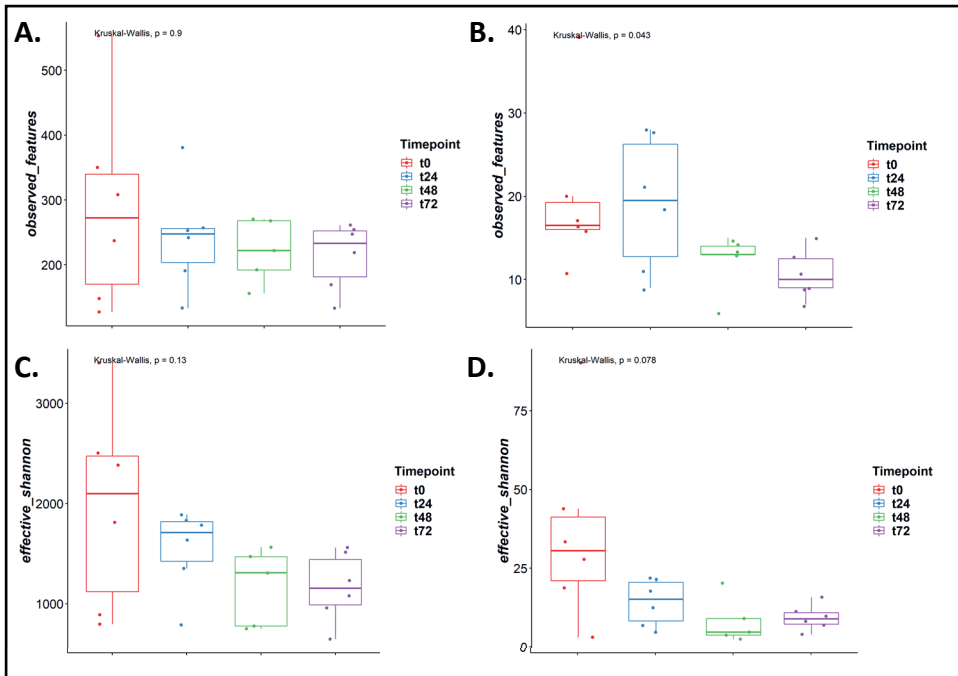 A.
Kruskal-Wallis, p = 0.9
observed_features
500
400
300
200
Timepoint
t0
t24
t48
t72
B.
Kruskal-Wallis, p = 0.043
observed_features
40
30
20
10
Timepoint
t0
t24
t48
t72
C.
Kruskal-Wallis, p = 0.13
effective_shannon
3000
2000
1000
Timepoint
t0
t24
t48
t72
D.
Kruskal-Wallis, p = 0.078
effective_shannon
75
50
25
0
Timepoint
t0
t24
t48
t72